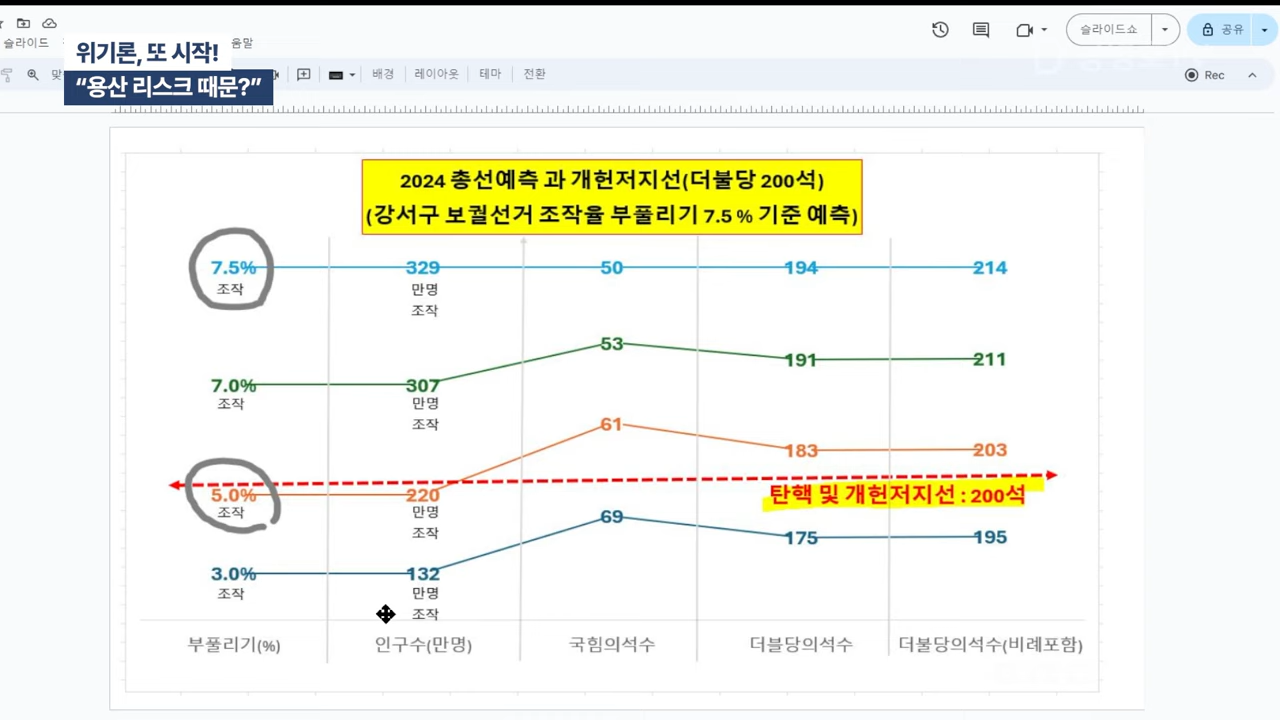 위기론, 또 시작!
“용산 리스크 때문?”
슬라이드
움말
슬라이드쇼
공유
맞
배경
레이아웃
테마
전환
Rec
2024 총선예측 과 개헌저지선(더불당 200석)
(강서구 보궐선거 조작율 부풀리기 7.5 % 기준 예측)
7.5% 329 50 194 214
조작 만명
조작
7.0% 307 53 191 211
조작 만명
조작
61 183 203
5.0% 220
탄핵 및 개헌저지선 : 200석
조작 만명
조작
69 175 195
3.0% 132
조작 만명
조작
부풀리기(%) 인구수(만명) 국힘의석수 더블당의석수 더불당의석수(비례포함)